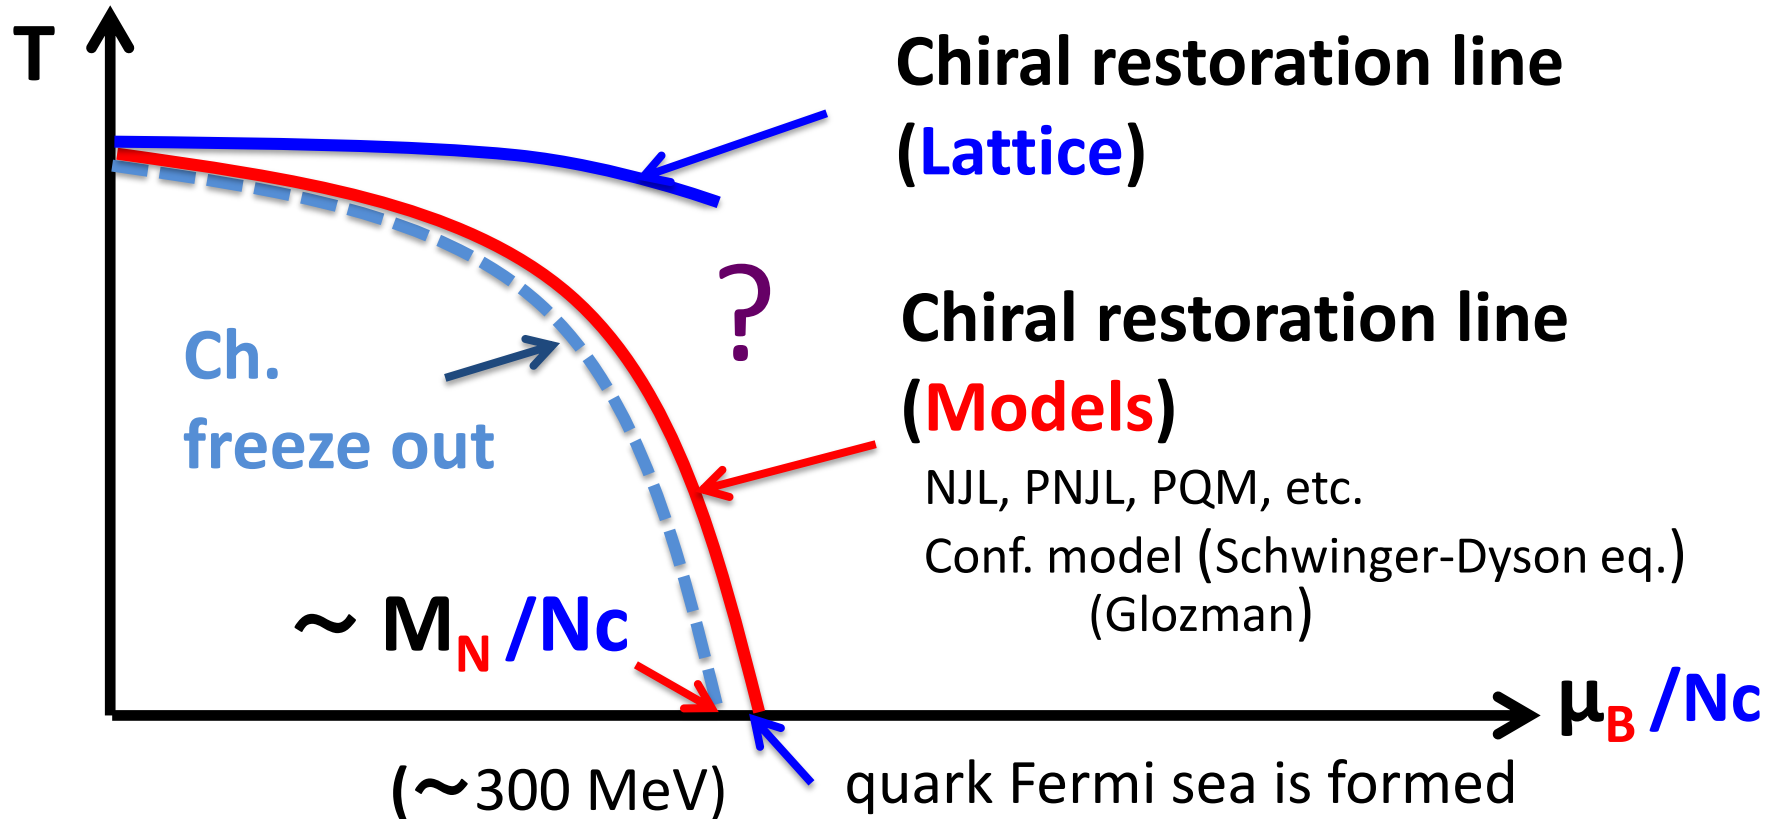 T
Chiral restoration line
(Lattice)
?
Chiral restoration line
(Models)
NJL, PNJL, PQM, etc.
Conf. model (Schwinger-Dyson eq.)
(Glozman)
Ch.
freeze out
~ MN /Nc
μB /Nc
(~300 MeV)
quark Fermi sea is formed